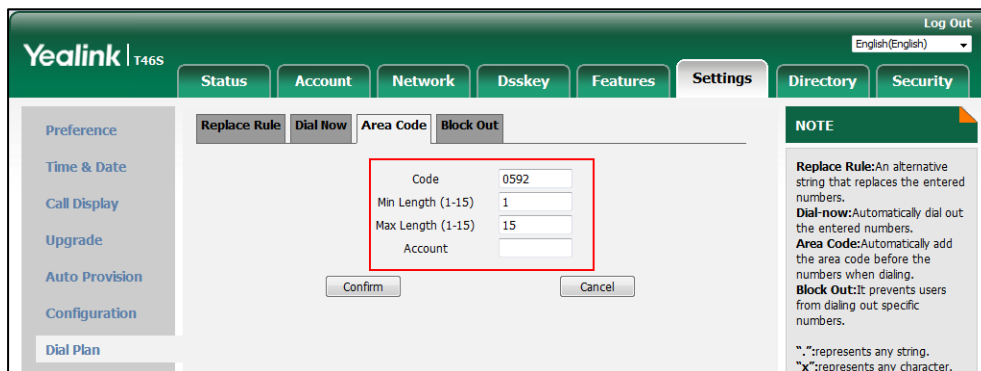 Log Out
Yealink T46S
English(English)
Status Account Network Dsskey Features Settings Directory Security
Preference
Time & Date
Call Display
Upgrade
Auto Provision
Configuration
Dial Plan
Replace Rule Dial Now Area Code Block Out
Code 0592
Min Length (1-15) 1
Max Length (1-15) 15
Account
Confirm Cancel
NOTE
Replace Rule:An alternative
string that replaces the entered
numbers.
Dial-now:Automatically dial out
the entered numbers.
Area Code:Automatically add
the area code before the
numbers when dialing.
Block Out:It prevents users
from dialing out specific
numbers.
".":represents any string.
"x":represents any character.